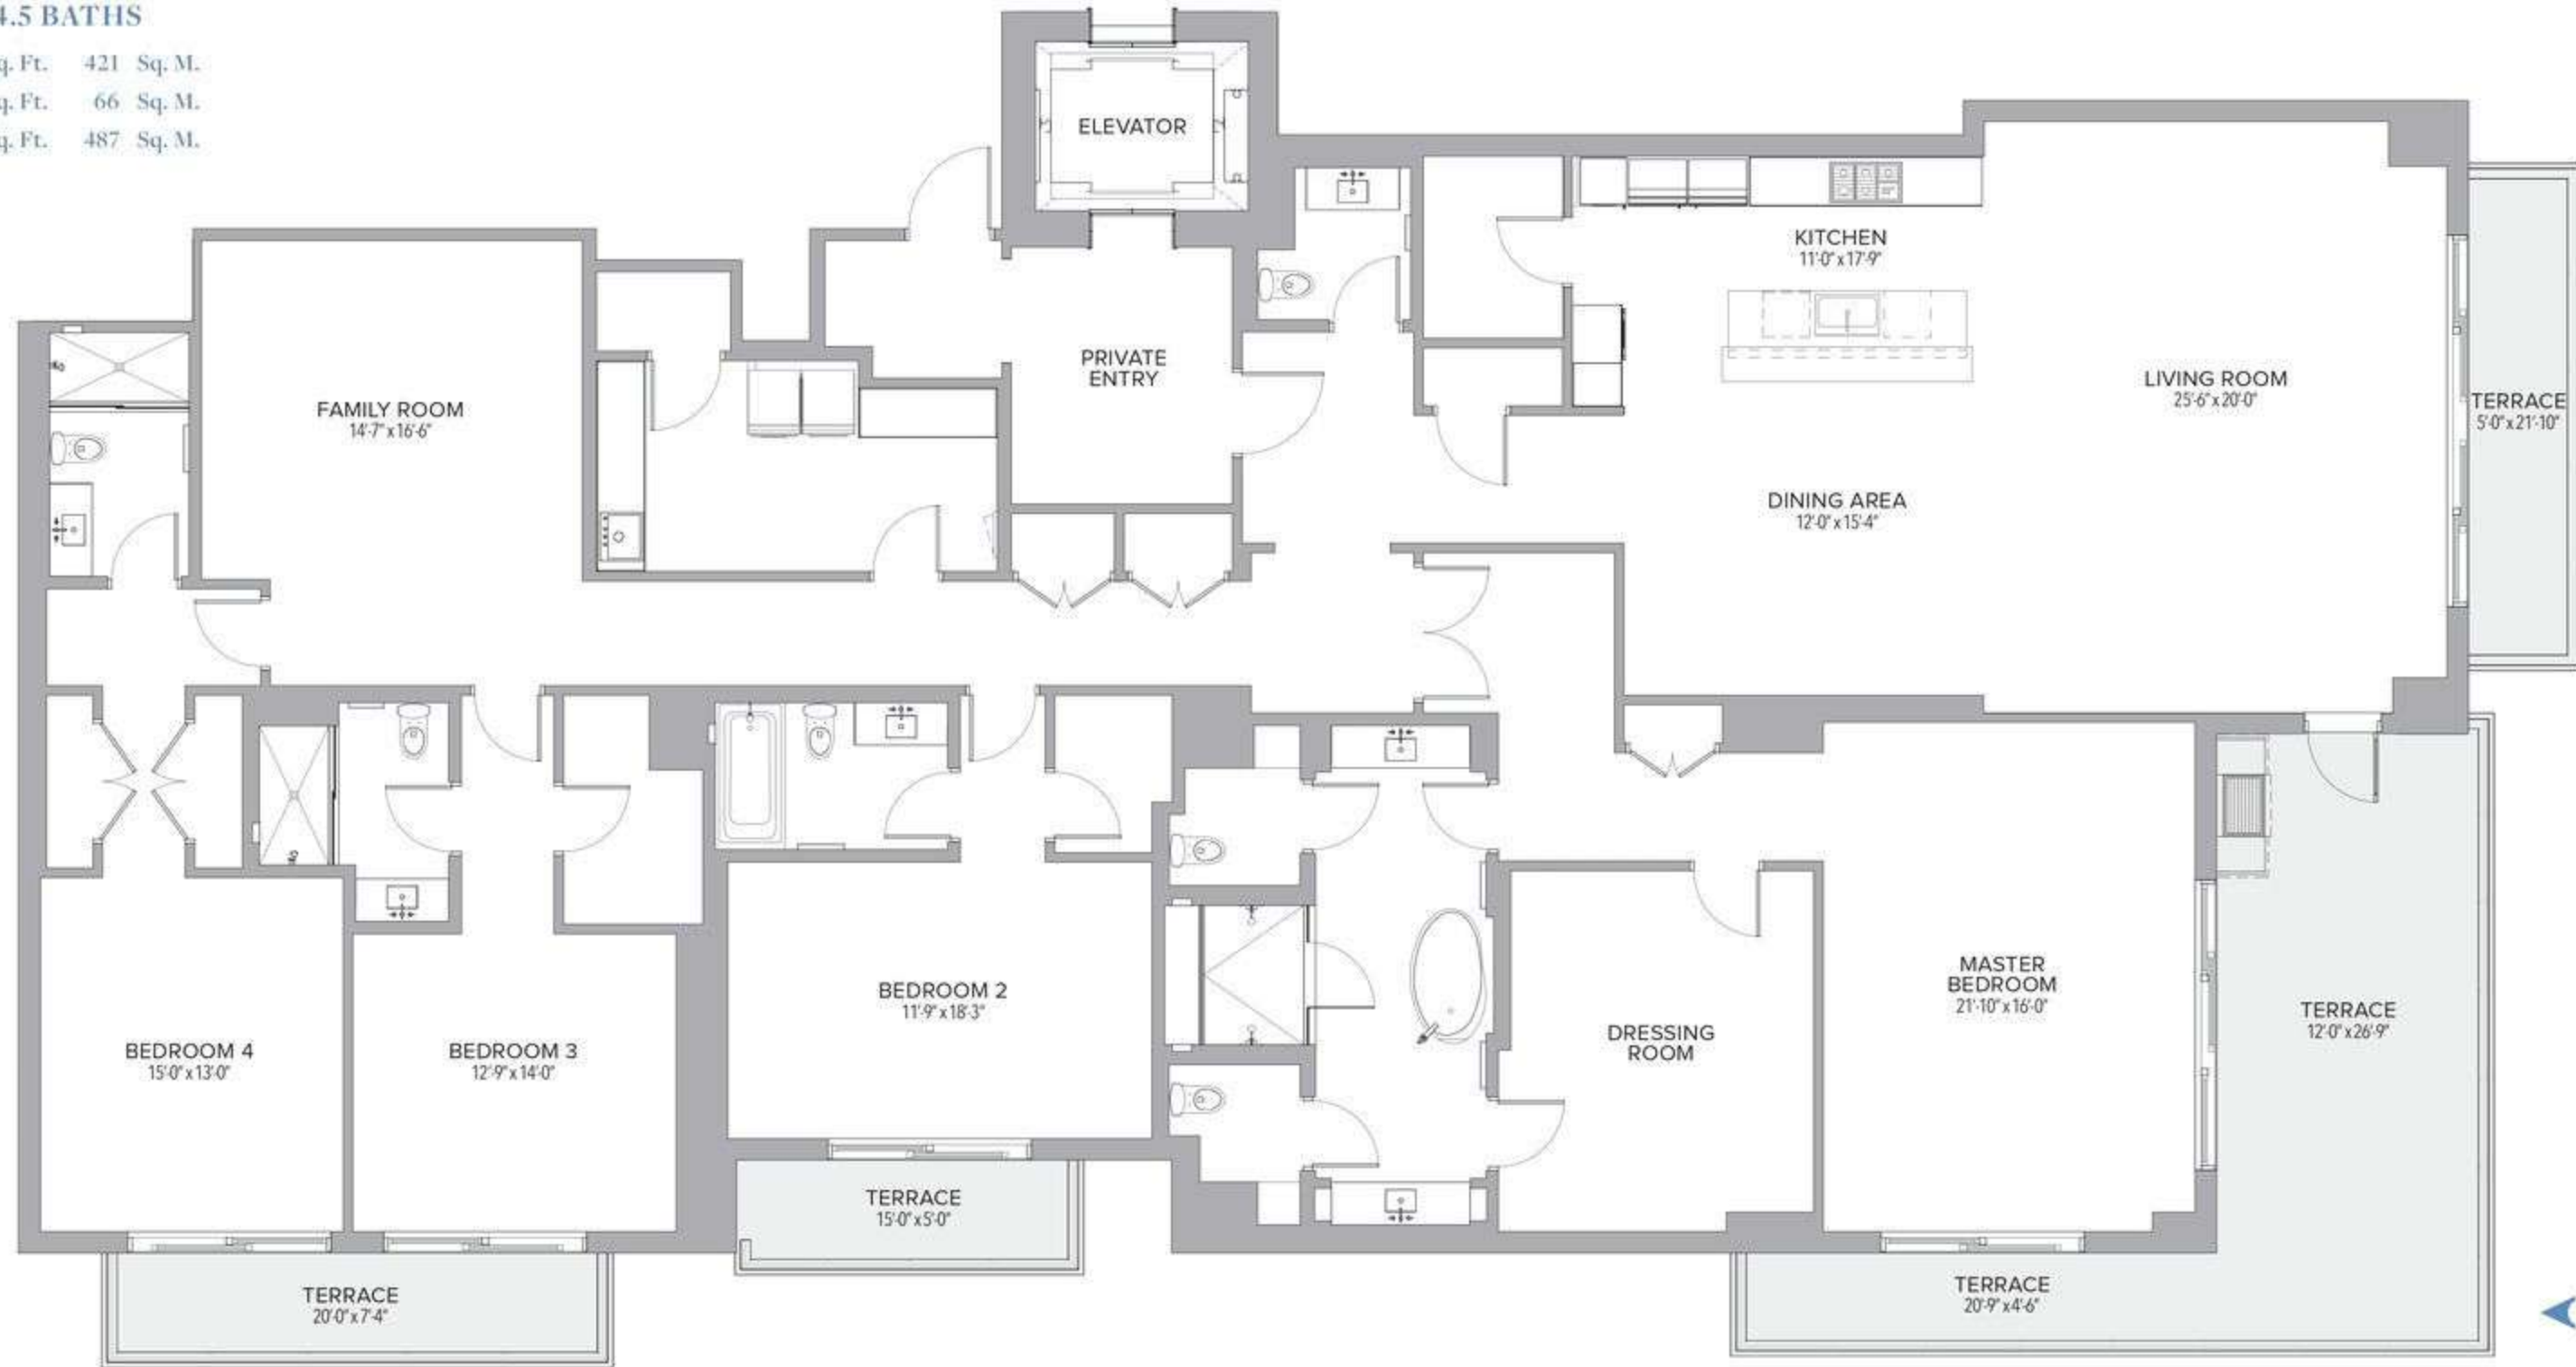 4.5 BATHS
Sq. Ft. 421 Sq. M.
Sq. Ft. 66 Sq. M.
Sq. Ft. 487 Sq. M.
ELEVATOR
KITCHEN
11'-0" x 17'-9"
PRIVATE
ENTRY
LIVING ROOM
25'-6" x 20'-0"
TERRACE
5'-0" x 21'-10"
FAMILY ROOM
14'-7" x 16'-6"
DINING AREA
12'-0" x 15'-4"
MASTER
BEDROOM
21'-10" x 16'-0"
BEDROOM 2
11'-9" x 18'-3"
TERRACE
12'-0" x 26'-9"
DRESSING
ROOM
BEDROOM 4
15'-0" x 13'-0"
BEDROOM 3
12'-9" x 14'-0"
TERRACE
15'-0" x 5'-0"
TERRACE
20'-0" x 7'-4"
TERRACE
20'-9" x 4'-6"